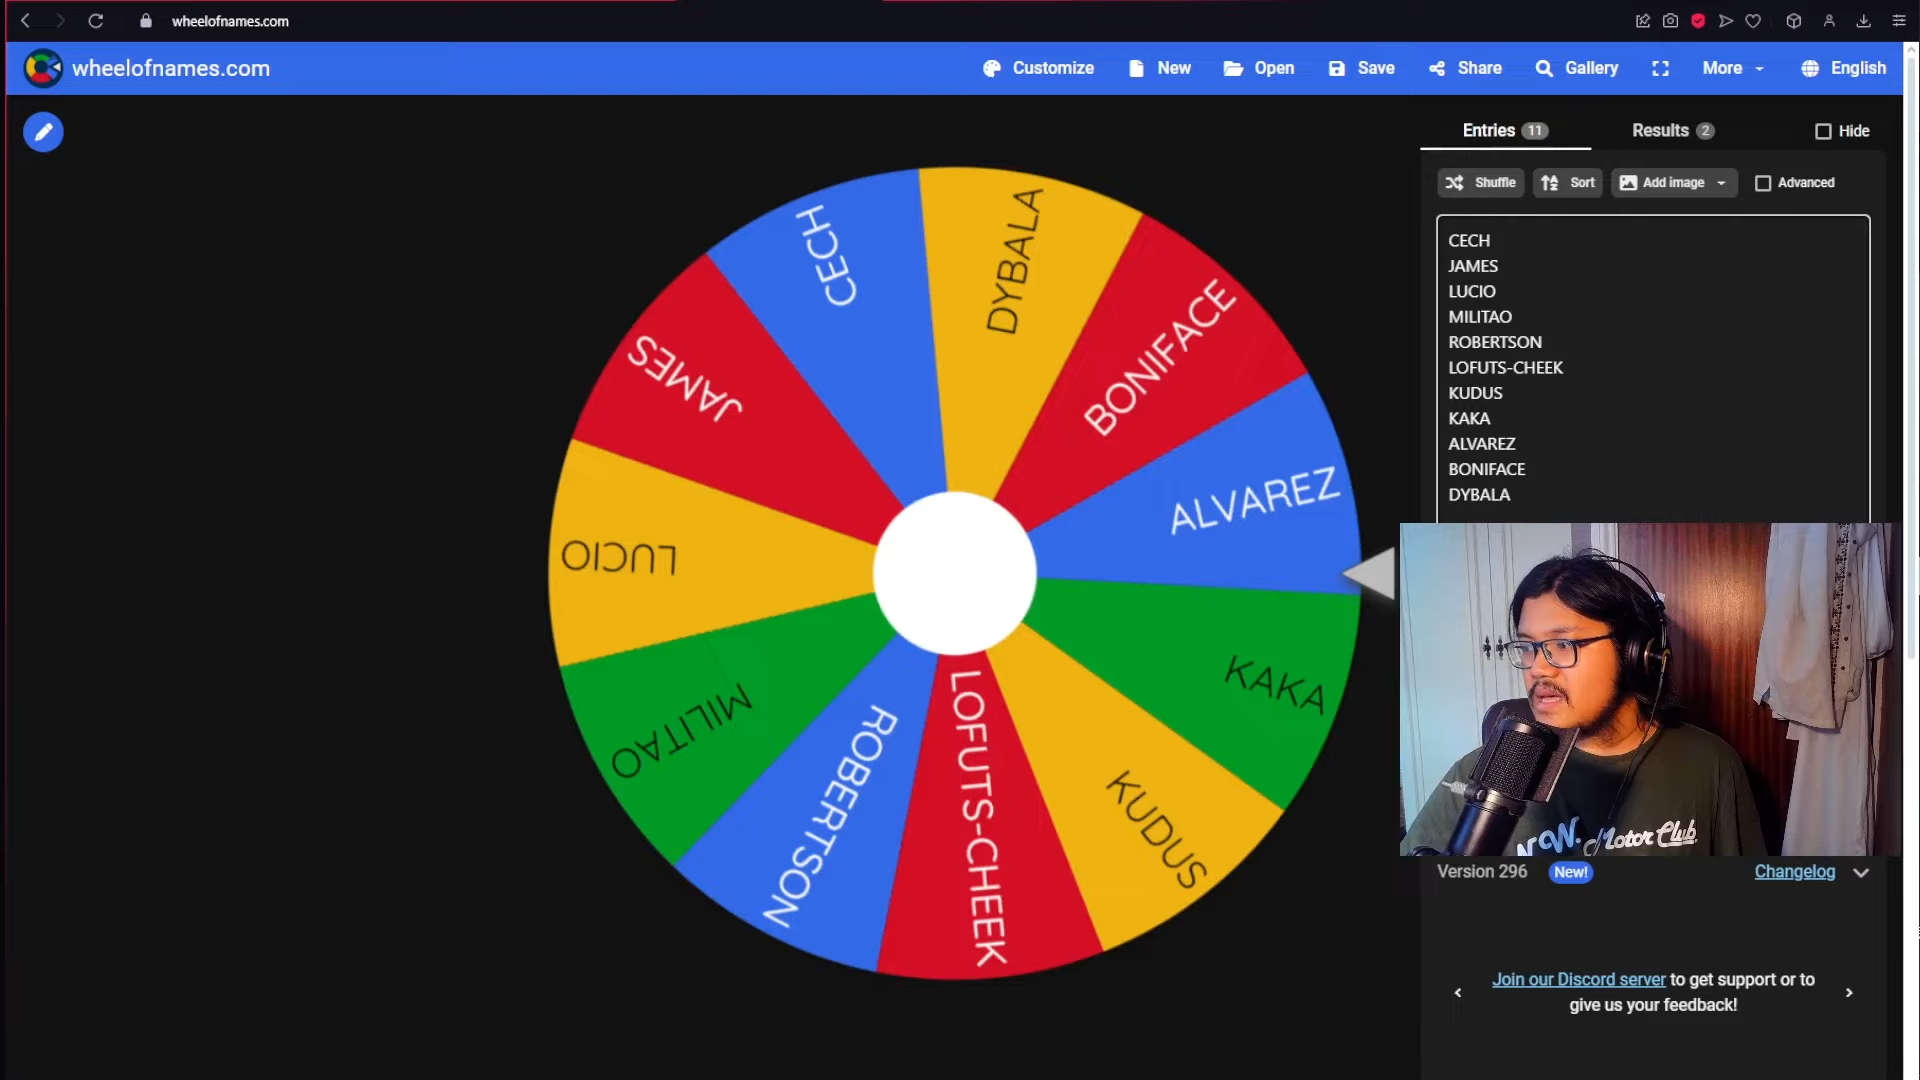 wheelofnames.com
wheelofnames.com
Customize
New
Open
Save
Share
Gallery
More
English
Entries 11
Results 2
Hide
Shuffle
Sort
Add image
Advanced
CECH
JAMES
LUCIO
MILITAO
ROBERTSON
LOFUTS-CHEEK
KUDUS
KAKA
ALVAREZ
BONIFACE
DYBALA
DYBALA
BONIFACE
ALVAREZ
KAKA
KUDUS
LOFUTS-CHEEK
ROBERTSON
MILITAO
LUCIO
JAMES
CECH
Motor Club
Version 296 New!
Changelog
Join our Discord server to get support or to
give us your feedback!